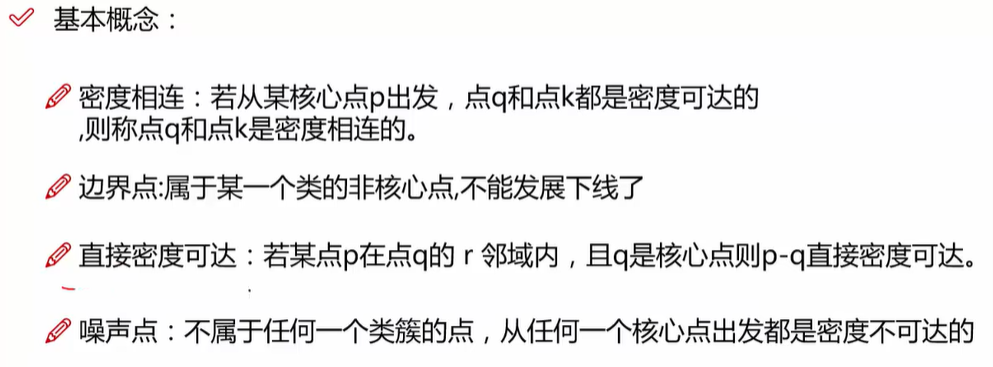 基本概念：
密度相连：若从某核心点p出发，点q和点k都是密度可达的
,则称点q和点k是密度相连的。
边界点:属于某一个类的非核心点,不能发展下线了
直接密度可达：若某点p在点q的 r 邻域内，且q是核心点则p-q直接密度可达。
噪声点：不属于任何一个类簇的点，从任何一个核心点出发都是密度不可达的